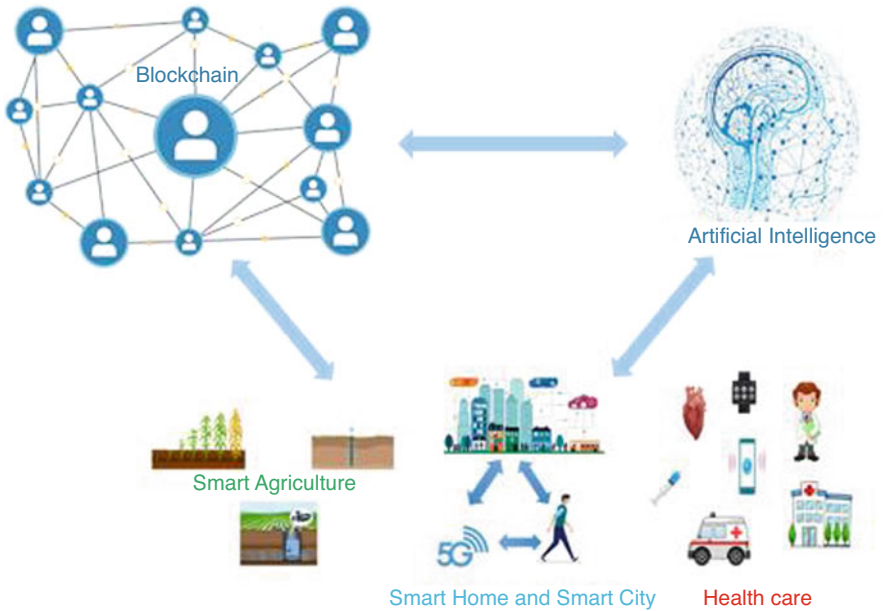 Blockchain
Artificial Intelligence
Smart Agriculture
5G
Smart Home and Smart City
Health care